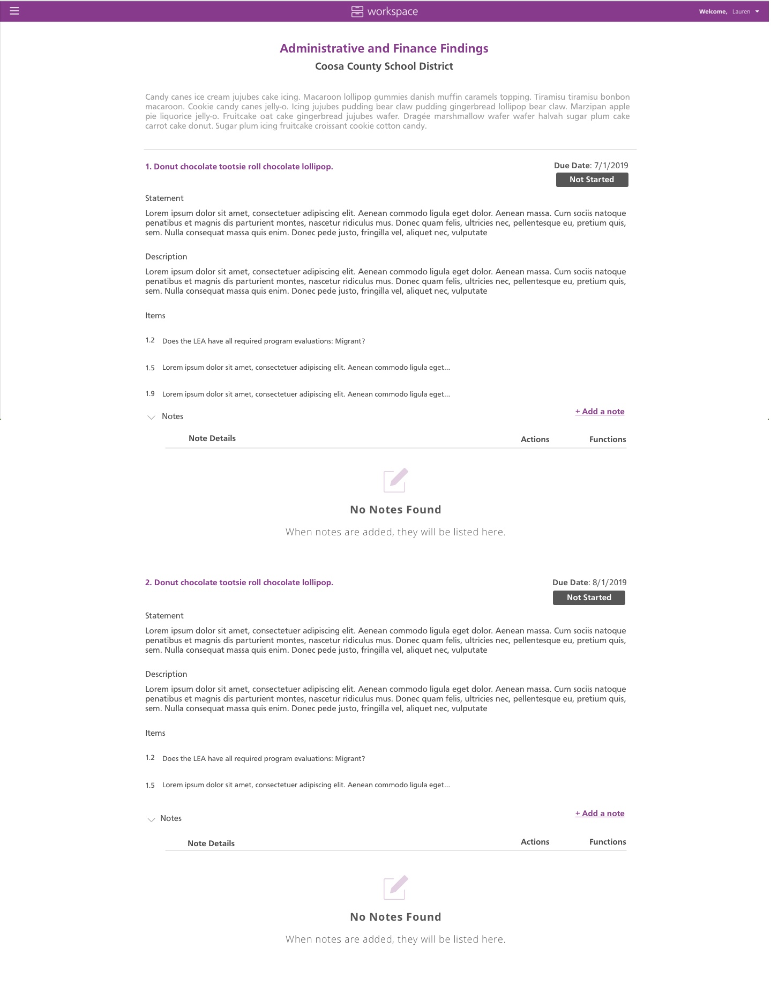 workspace
Welcome, Lauren
Administrative and Finance Findings
Coosa County School District
Candy canes ice cream jujubes cake icing. Macaroon lollipop gummies danish muffin caramels topping. Tiramisu tiramisu bonbon
macaroon. Cookie candy canes jelly-o. Icing jujubes pudding bear claw pudding gingerbread lollipop bear claw. Marzipan apple
pie liquorice jelly-o. Fruitcake oat cake gingerbread jujubes wafer. Dragée marshmallow wafer wafer halvah sugar plum cake
carrot cake donut. Sugar plum icing fruitcake croissant cookie cotton candy.
1. Donut chocolate tootsie roll chocolate lollipop.
Due Date: 7/1/2019
Not Started
Statement
Lorem ipsum dolor sit amet, consectetuer adipiscing elit. Aenean commodo ligula eget dolor. Aenean massa. Cum sociis natoque
penatibus et magnis dis parturient montes, nascetur ridiculus mus. Donec quam felis, ultricies nec, pellentesque eu, pretium quis,
sem. Nulla consequat massa quis enim. Donec pede justo, fringilla vel, aliquet nec, vulputate
Description
Lorem ipsum dolor sit amet, consectetuer adipiscing elit. Aenean commodo ligula eget dolor. Aenean massa. Cum sociis natoque
penatibus et magnis dis parturient montes, nascetur ridiculus mus. Donec quam felis, ultricies nec, pellentesque eu, pretium quis,
sem. Nulla consequat massa quis enim. Donec pede justo, fringilla vel, aliquet nec, vulputate
Items
1.2 Does the LEA have all required program evaluations: Migrant?
1.5 Lorem ipsum dolor sit amet, consectetuer adipiscing elit. Aenean commodo ligula eget...
1.9 Lorem ipsum dolor sit amet, consectetuer adipiscing elit. Aenean commodo ligula eget...
+ Add a note
Notes
Note Details Actions Functions
No Notes Found
When notes are added, they will be listed here.
2. Donut chocolate tootsie roll chocolate lollipop.
Due Date: 8/1/2019
Not Started
Statement
Lorem ipsum dolor sit amet, consectetuer adipiscing elit. Aenean commodo ligula eget dolor. Aenean massa. Cum sociis natoque
penatibus et magnis dis parturient montes, nascetur ridiculus mus. Donec quam felis, ultricies nec, pellentesque eu, pretium quis,
sem. Nulla consequat massa quis enim. Donec pede justo, fringilla vel, aliquet nec, vulputate
Description
Lorem ipsum dolor sit amet, consectetuer adipiscing elit. Aenean commodo ligula eget dolor. Aenean massa. Cum sociis natoque
penatibus et magnis dis parturient montes, nascetur ridiculus mus. Donec quam felis, ultricies nec, pellentesque eu, pretium quis,
sem. Nulla consequat massa quis enim. Donec pede justo, fringilla vel, aliquet nec, vulputate
Items
1.2 Does the LEA have all required program evaluations: Migrant?
1.5 Lorem ipsum dolor sit amet, consectetuer adipiscing elit. Aenean commodo ligula eget...
+ Add a note
Notes
Note Details Actions Functions
No Notes Found
When notes are added, they will be listed here.